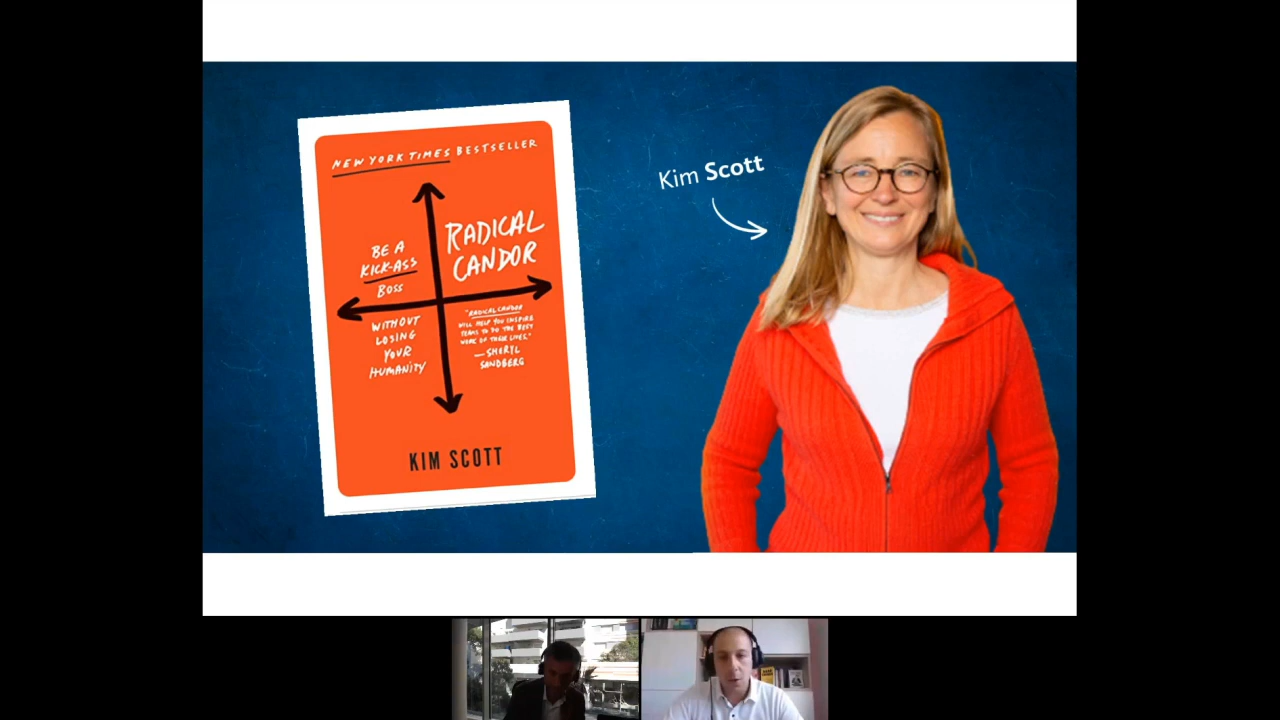 NEW YORK TIMES BESTSELLER
RADICAL
CANDOR
BE A
KICK-ASS
BOSS
WITHOUT
LOSING
YOUR
HUMANITY
"RADICAL CANDOR
WILL HELP YOU INSPIRE
TEAMS TO DO THE BEST
WORK OF THEIR LIVES."
—SHERYL
SANDBERG
KIM SCOTT
Kim Scott